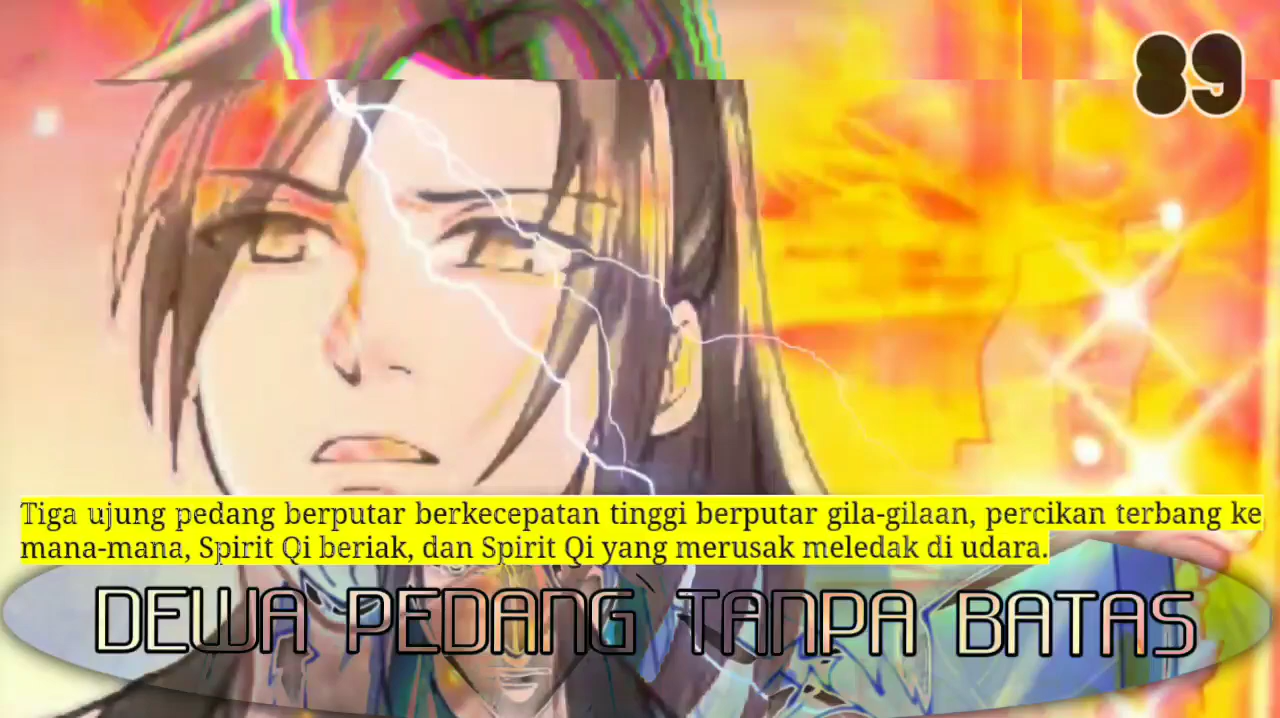 89
Tiga ujung pedang berputar berkecepatan tinggi berputar gila-gilaan, percikan terbang ke
mana-mana, Spirit Qi beriak, dan Spirit Qi yang merusak meledak di udara.
DEWA PEDANG TANPA BATAS